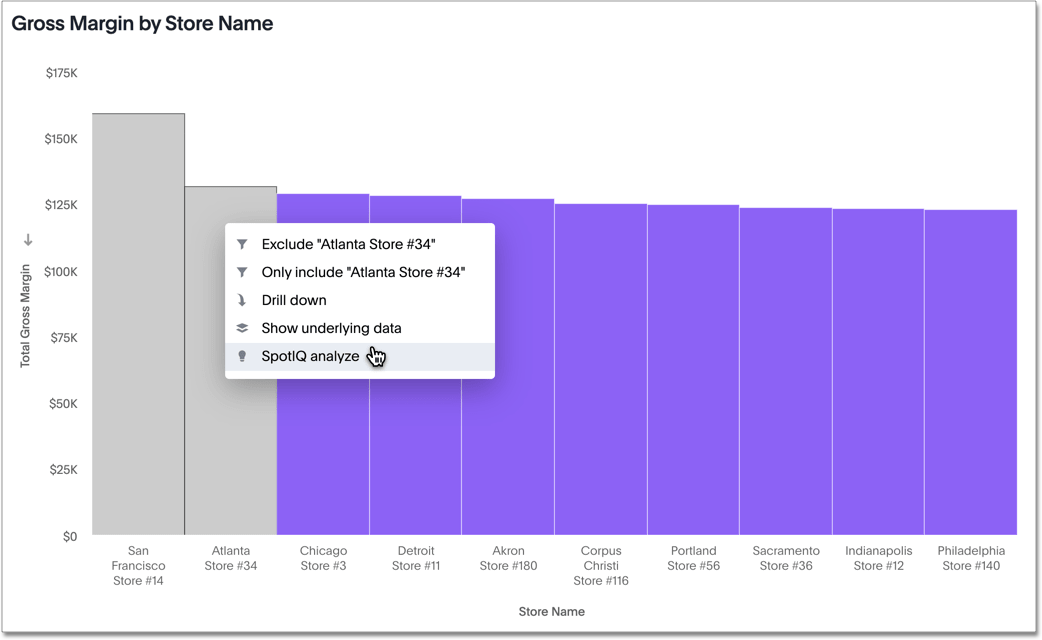 Gross Margin by Store Name
$175K
$150K
$125K
$100K
$75K
$50K
$25K
$0
Total Gross Margin
Exclude "Atlanta Store #34"
Only include "Atlanta Store #34"
Drill down
Show underlying data
SpotIQ analyze
San
Francisco
Store #14
Atlanta
Store #34
Chicago
Store #3
Detroit
Store #11
Akron
Store #180
Corpus
Christi
Store #116
Portland
Store #56
Sacramento
Store #36
Indianapolis
Store #12
Philadelphia
Store #140
Store Name